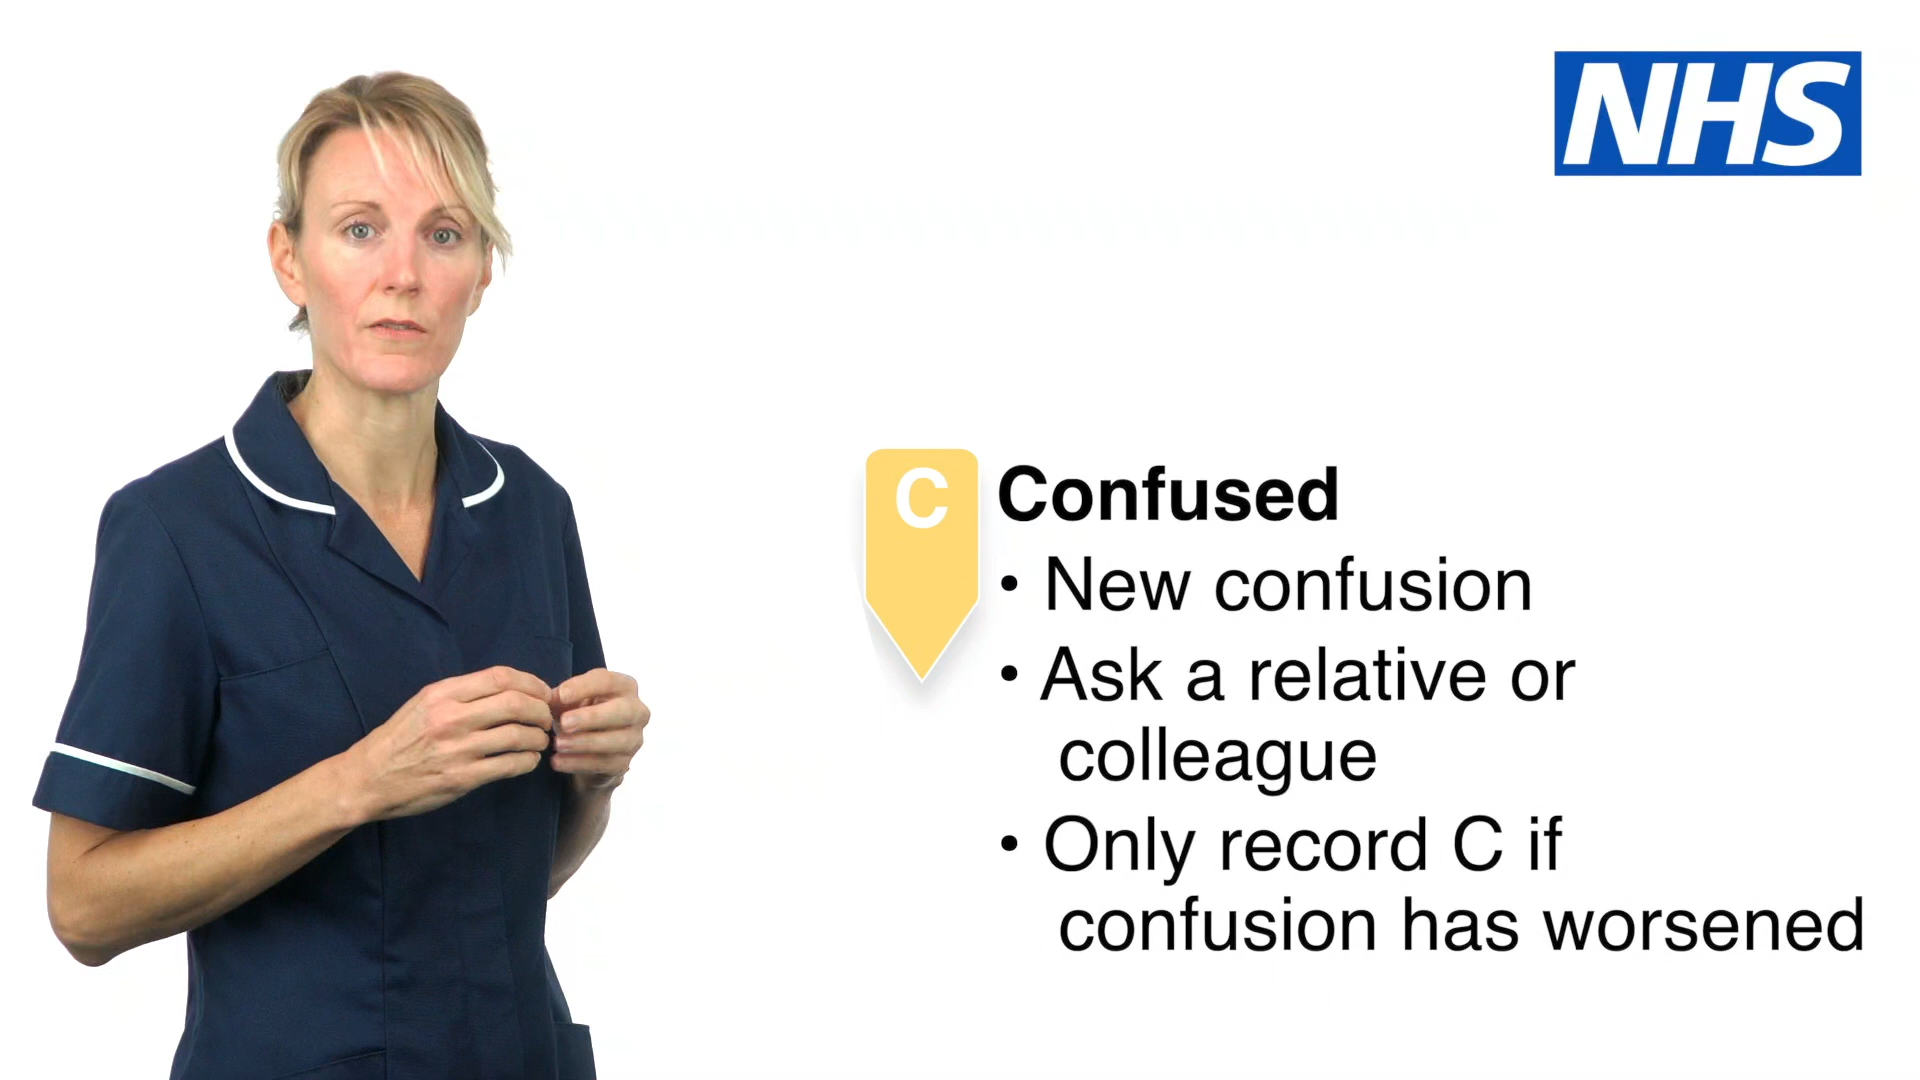 NHS
C
Confused
• New confusion
• Ask a relative or
colleague
• Only record C if
confusion has worsened